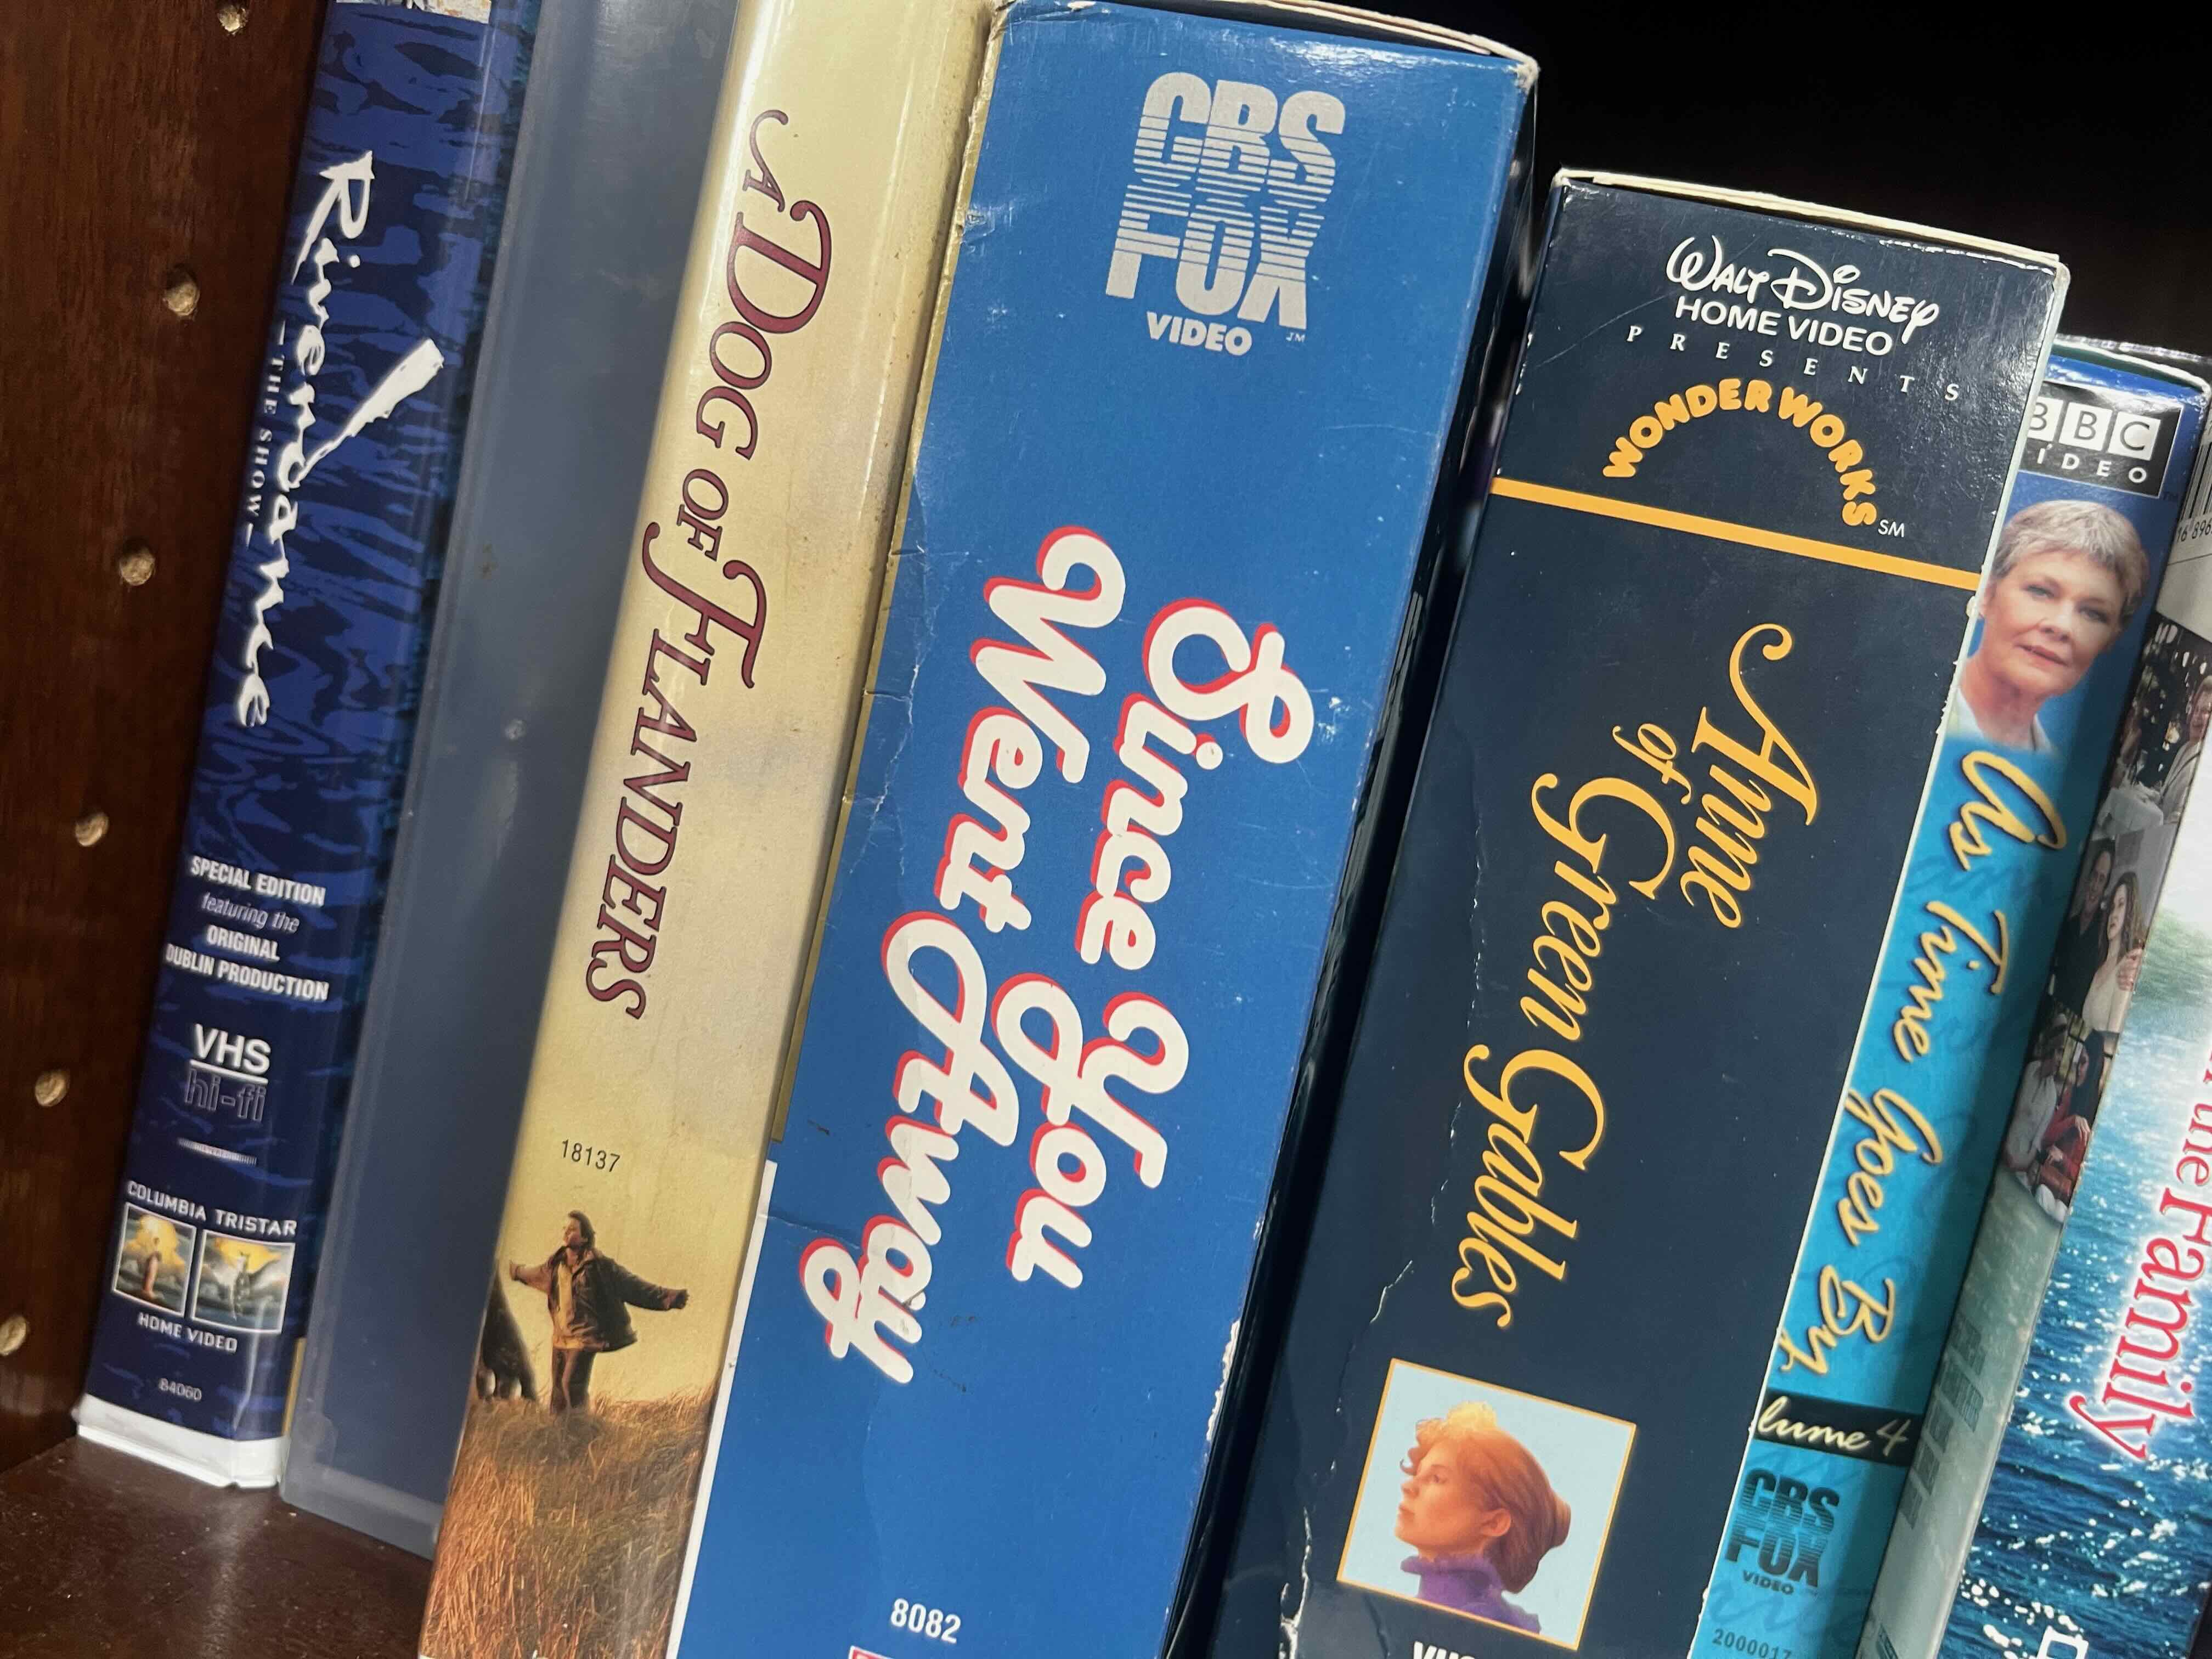 Riverdance
THE SHOW
SPECIAL EDITION
featuring the
ORIGINAL
DUBLIN PRODUCTION
VHS
hi-fi
COLUMBIA TRISTAR
HOME VIDEO
84060
A DOG OF FLANDERS
18137
CBS
FOX
VIDEO
TM
Since You
Went Away
8082
WALT DISNEY
HOME VIDEO
PRESENTS
WONDERWORKS
SM
Anne
of
Green Gables
BBC
VIDEO
As Time Goes By
4
CBS
FOX
VIDEO
2000017
Family